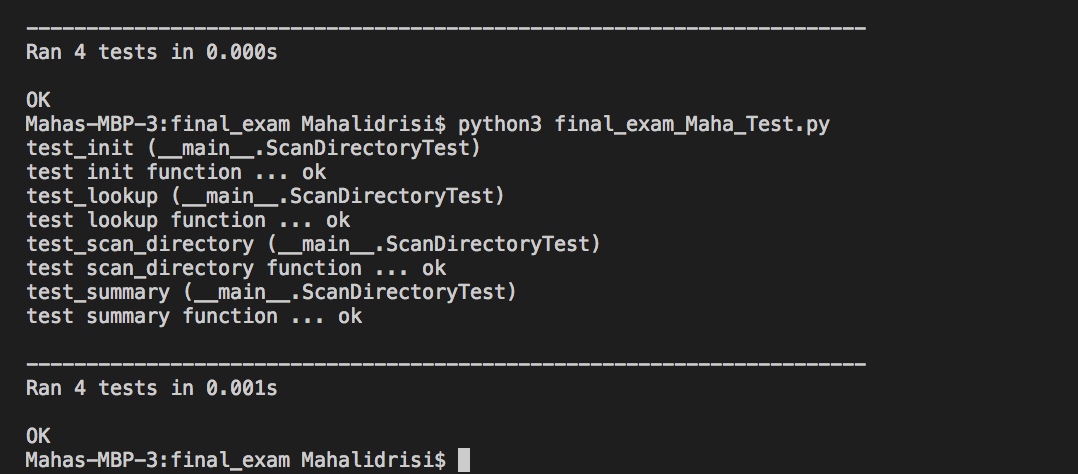 ----------------------------------------------------------------------
Ran 4 tests in 0.000s
OK
Mahas-MBP-3:final_exam Mahalidrisi$ python3 final_exam_Maha_Test.py
test_init (__main__.ScanDirectoryTest)
test init function ... ok
test_lookup (__main__.ScanDirectoryTest)
test lookup function ... ok
test_scan_directory (__main__.ScanDirectoryTest)
test scan_directory function ... ok
test_summary (__main__.ScanDirectoryTest)
test summary function ... ok
----------------------------------------------------------------------
Ran 4 tests in 0.001s
OK
Mahas-MBP-3:final_exam Mahalidrisi$